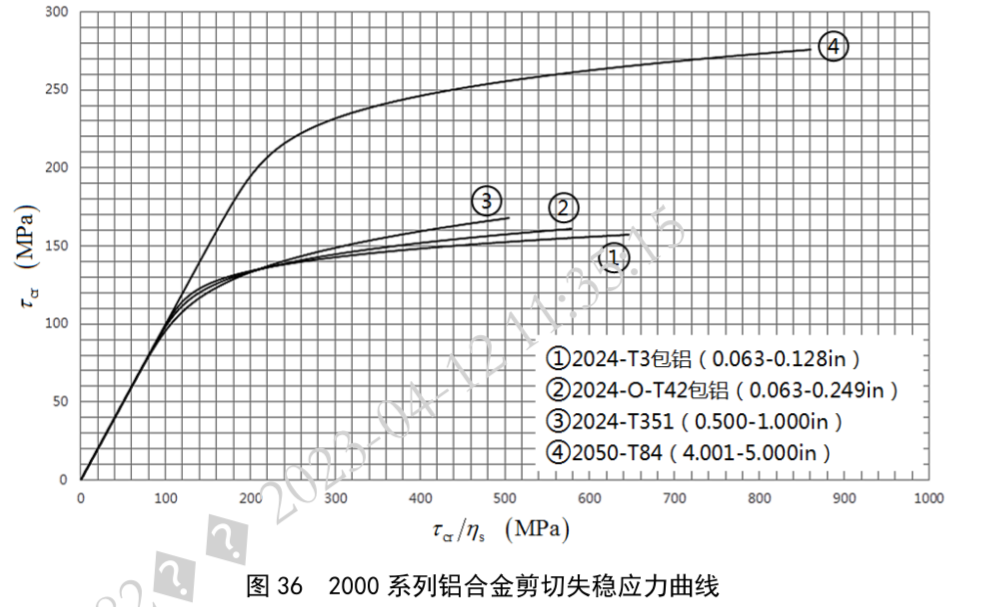 300
250
200
150
100
50
0
τcr (MPa)
④
③
②
①
①2024-T3包铝（0.063-0.128in）
②2024-O-T42包铝（0.063-0.249in）
③2024-T351（0.500-1.000in）
④2050-T84（4.001-5.000in）
0 100 200 300 400 500 600 700 800 900 1000
τcr/ηs (MPa)
2023-04-12 11:35:15
图 36 2000 系列铝合金剪切失稳应力曲线